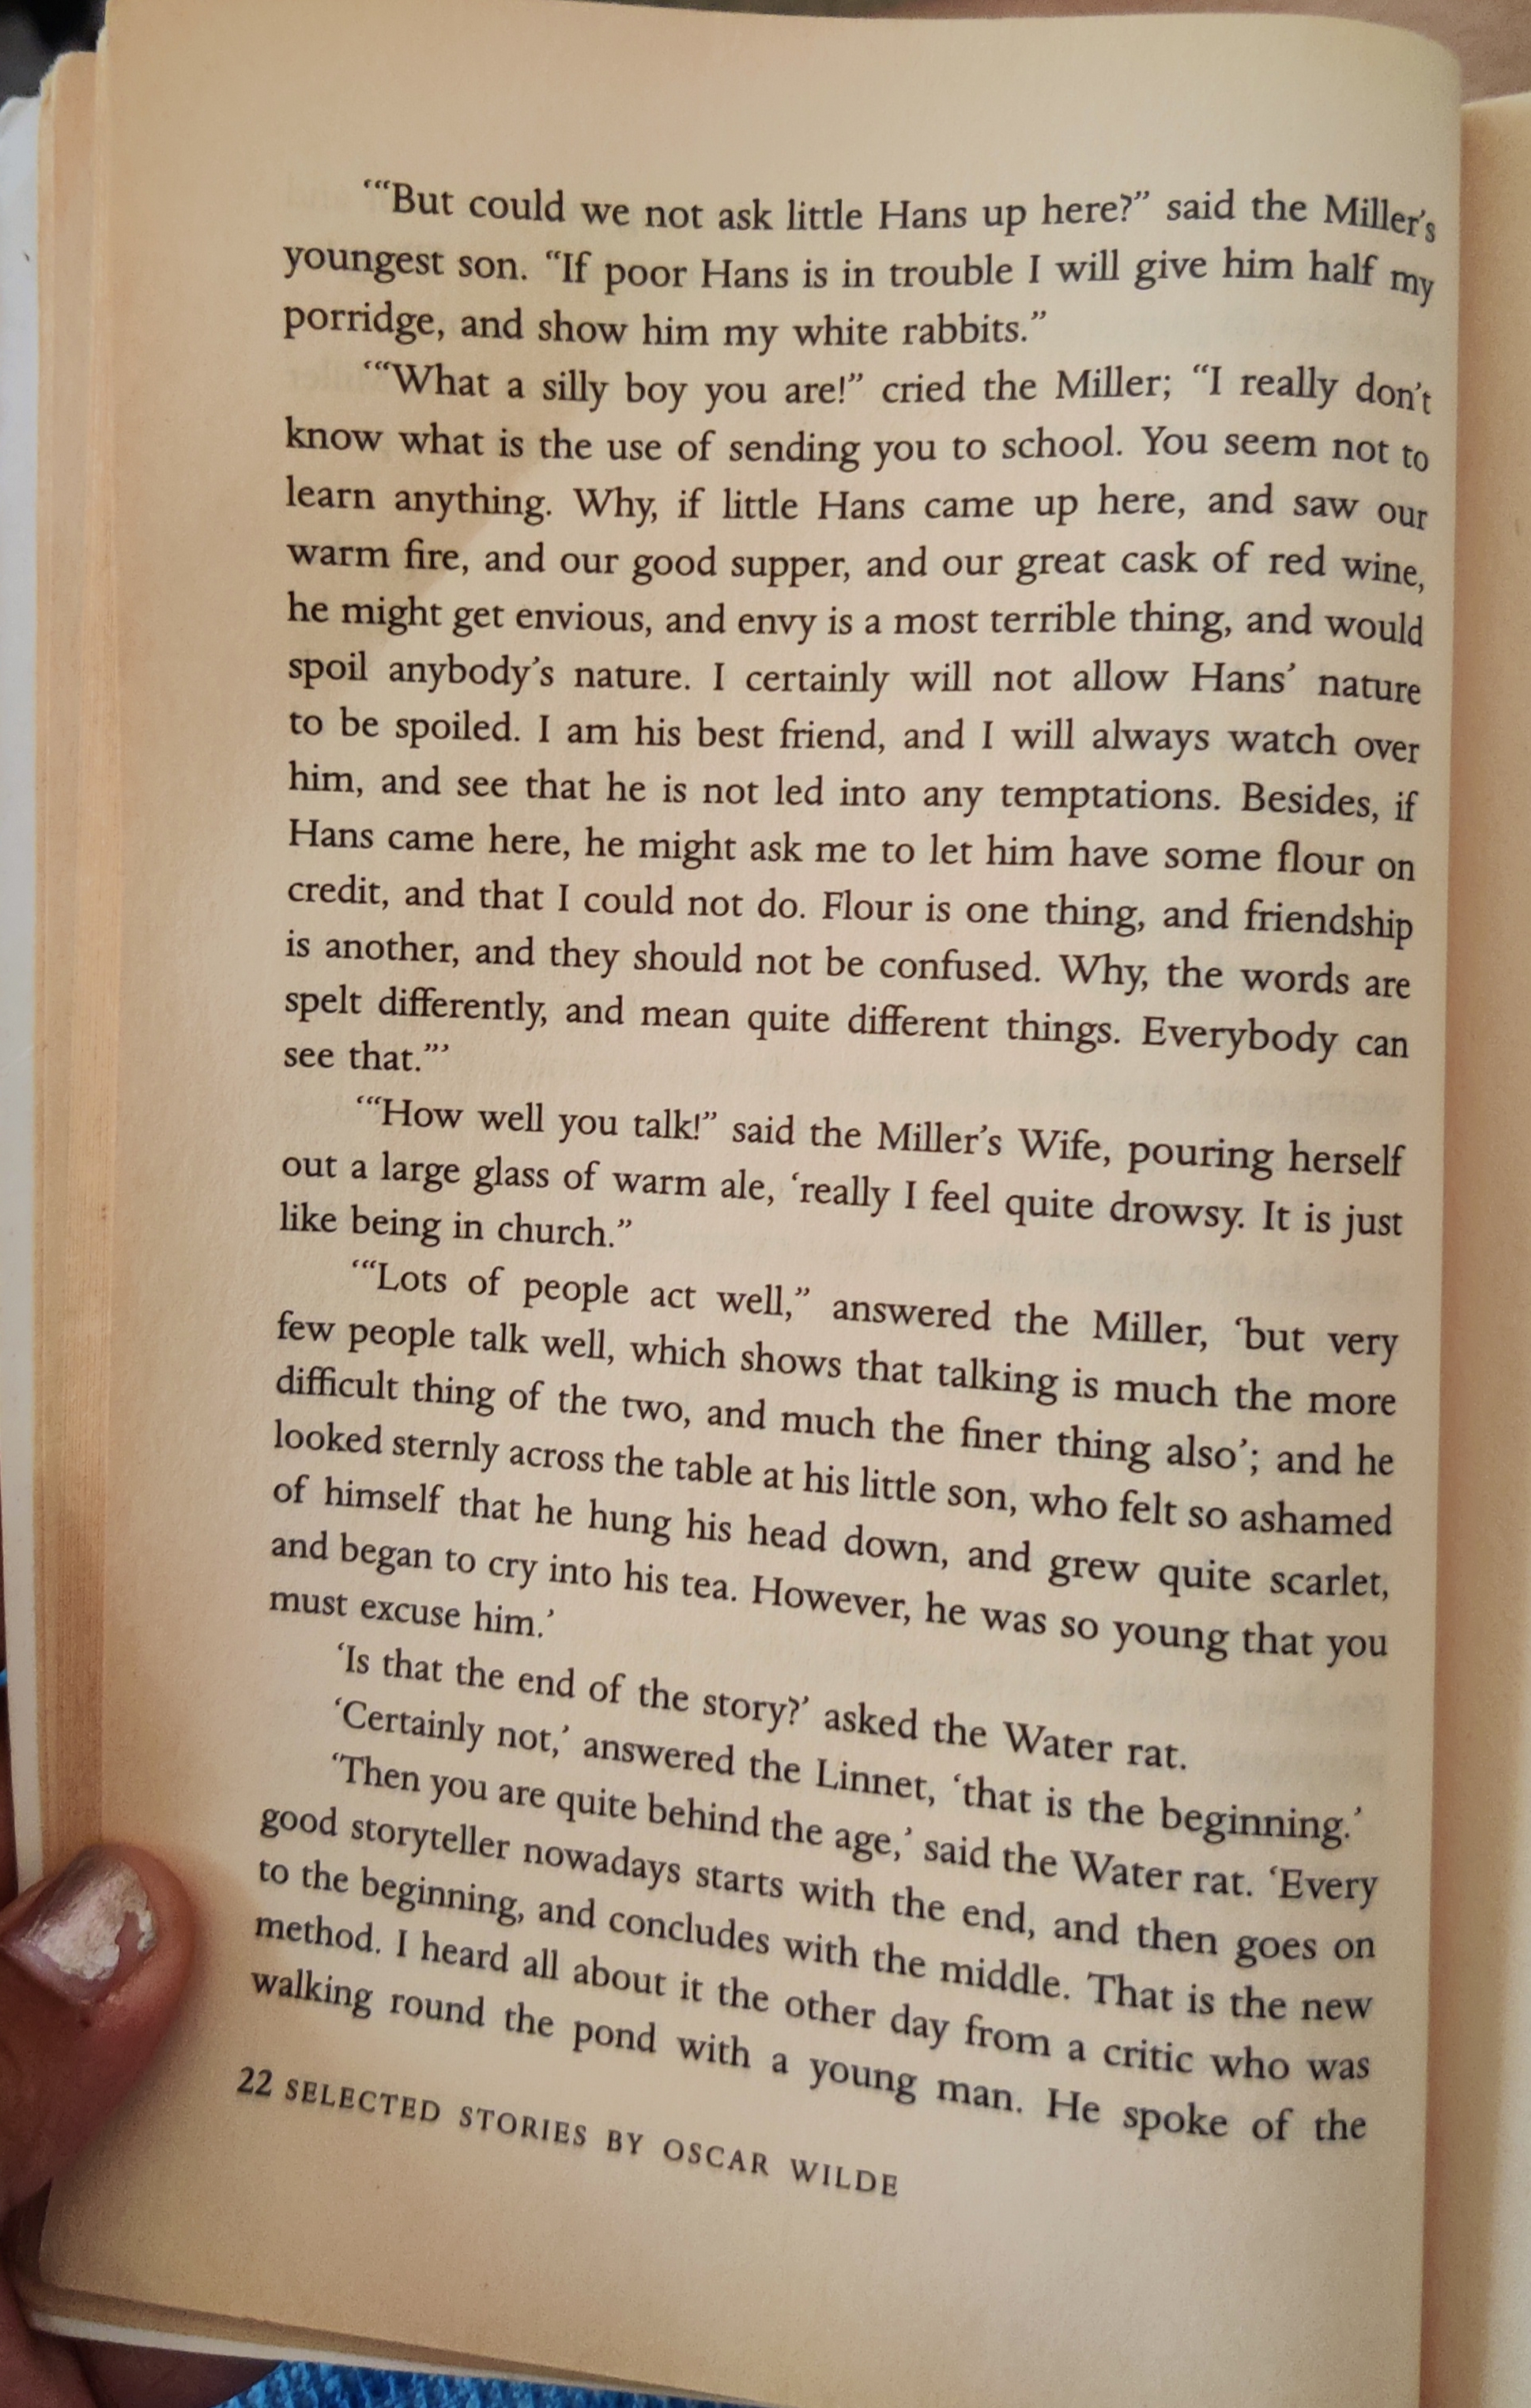 ‘“But could we not ask little Hans up here?” said the Miller’s
youngest son. “If poor Hans is in trouble I will give him half my
porridge, and show him my white rabbits.”
‘“What a silly boy you are!” cried the Miller; “I really don’t
know what is the use of sending you to school. You seem not to
learn anything. Why, if little Hans came up here, and saw our
warm fire, and our good supper, and our great cask of red wine,
he might get envious, and envy is a most terrible thing, and would
spoil anybody’s nature. I certainly will not allow Hans’ nature
to be spoiled. I am his best friend, and I will always watch over
him, and see that he is not led into any temptations. Besides, if
Hans came here, he might ask me to let him have some flour on
credit, and that I could not do. Flour is one thing, and friendship
is another, and they should not be confused. Why, the words are
spelt differently, and mean quite different things. Everybody can
see that.”’
‘“How well you talk!” said the Miller’s Wife, pouring herself
out a large glass of warm ale, ‘really I feel quite drowsy. It is just
like being in church.”
‘“Lots of people act well,” answered the Miller, ‘but very
few people talk well, which shows that talking is much the more
difficult thing of the two, and much the finer thing also’; and he
looked sternly across the table at his little son, who felt so ashamed
of himself that he hung his head down, and grew quite scarlet,
and began to cry into his tea. However, he was so young that you
must excuse him.’
‘Is that the end of the story?’ asked the Water rat.
‘Certainly not,’ answered the Linnet, ‘that is the beginning.’
‘Then you are quite behind the age,’ said the Water rat. ‘Every
good storyteller nowadays starts with the end, and then goes on
to the beginning, and concludes with the middle. That is the new
method. I heard all about it the other day from a critic who was
walking round the pond with a young man. He spoke of the
22 SELECTED STORIES BY OSCAR WILDE